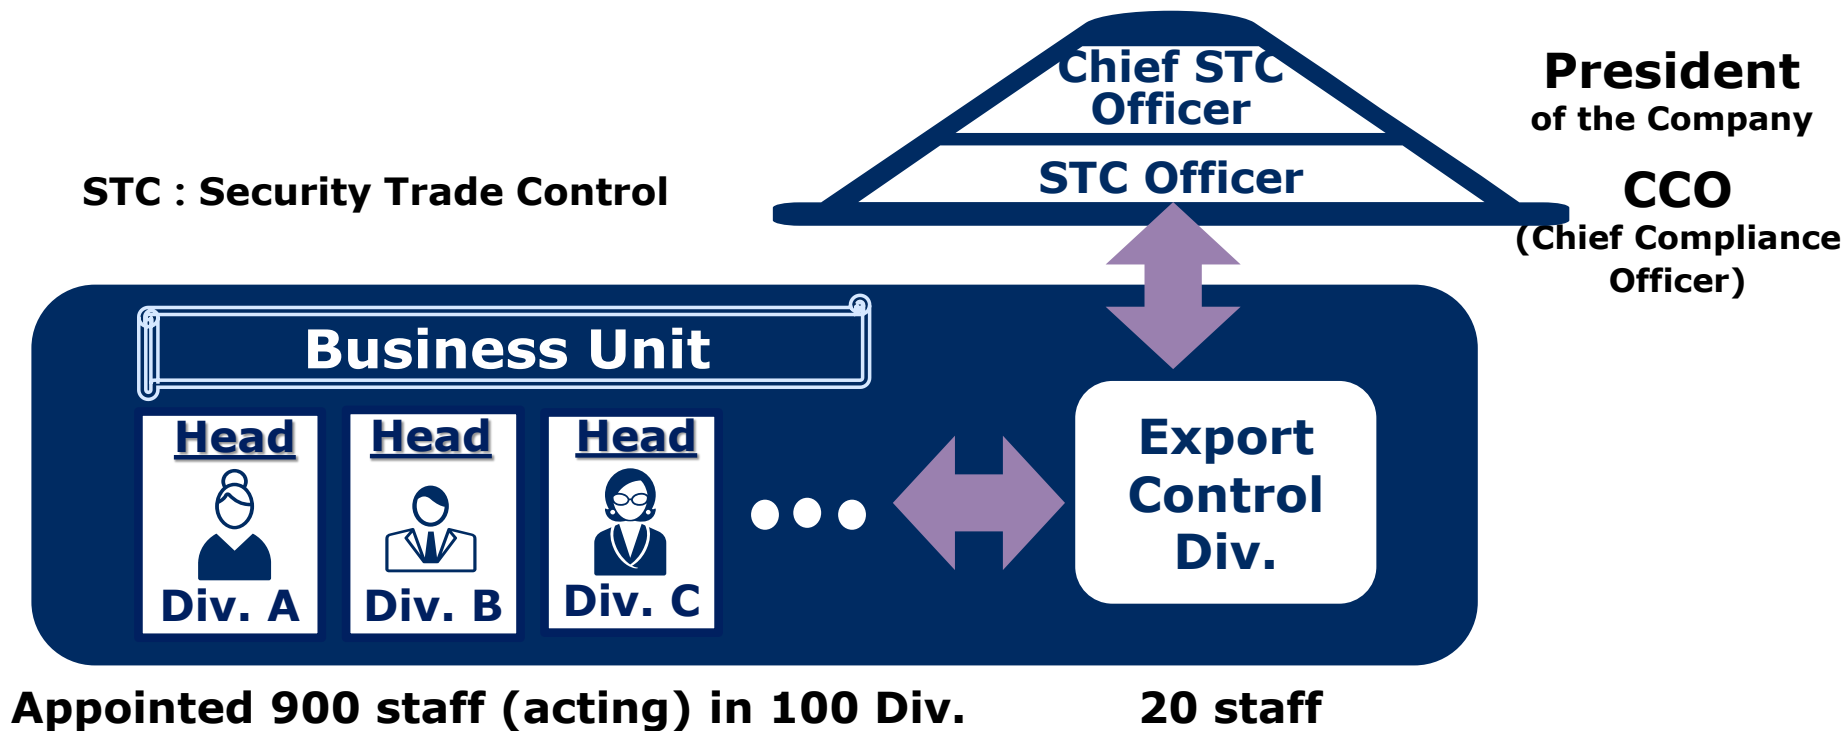 Chief STC
Officer
STC Officer
President
of the Company
CCO
(Chief Compliance
Officer)
STC : Security Trade Control
Business Unit
Head
Div. A
Head
Div. B
Head
Div. C
Export
Control
Div.
Appointed 900 staff (acting) in 100 Div.
20 staff